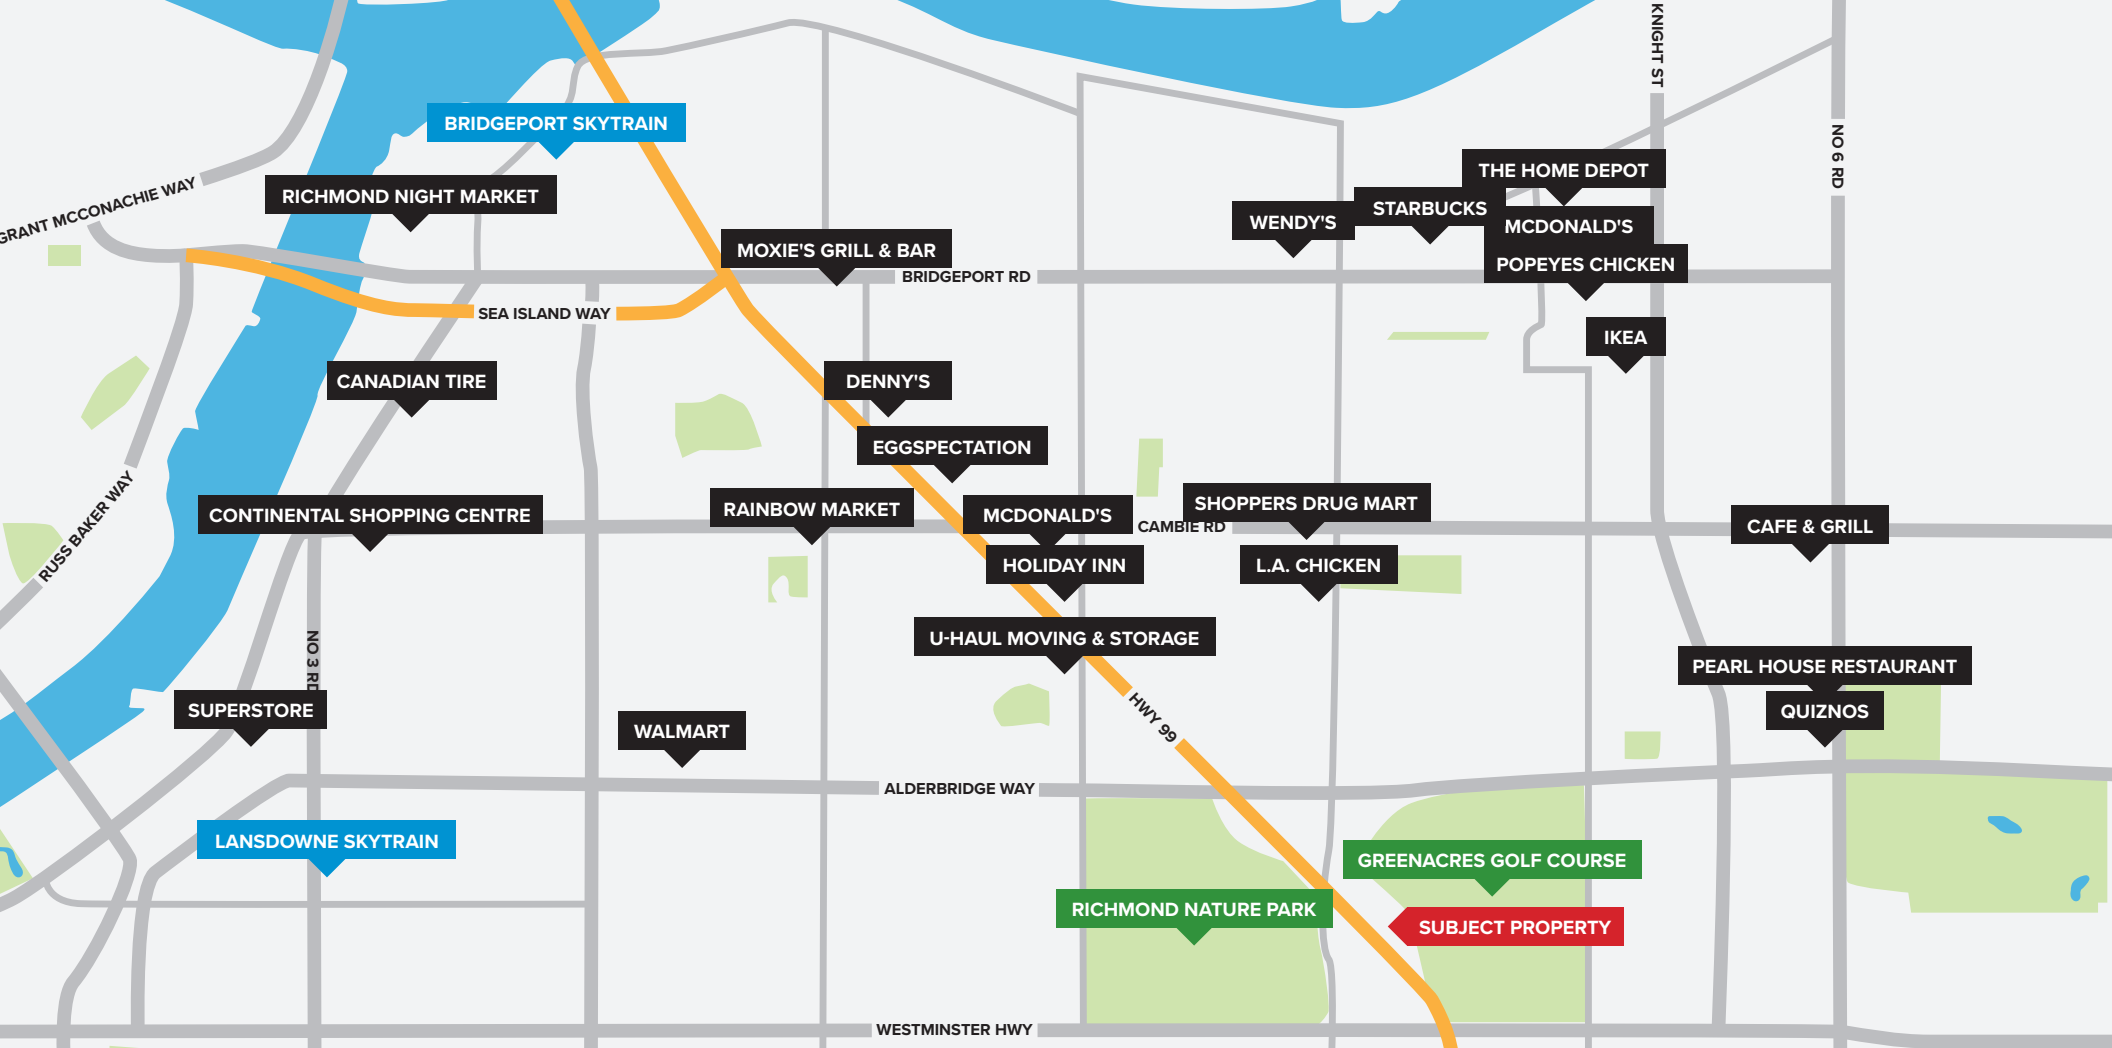 KNIGHT ST
BRIDGEPORT SKYTRAIN
NO 6 RD
THE HOME DEPOT
GRANT MCCONACHIE WAY
RICHMOND NIGHT MARKET
STARBUCKS
WENDY'S
MCDONALD'S
MOXIE'S GRILL & BAR
POPEYES CHICKEN
BRIDGEPORT RD
SEA ISLAND WAY
IKEA
CANADIAN TIRE
DENNY'S
EGGSPECTATION
RUSS BAKER WAY
CONTINENTAL SHOPPING CENTRE
RAINBOW MARKET
MCDONALD'S
SHOPPERS DRUG MART
CAMBIE RD
CAFE & GRILL
HOLIDAY INN
L.A. CHICKEN
U-HAUL MOVING & STORAGE
NO 3 RD
PEARL HOUSE RESTAURANT
SUPERSTORE
WALMART
HWY 99
QUIZNOS
ALDERBRIDGE WAY
LANSDOWNE SKYTRAIN
GREENACRES GOLF COURSE
RICHMOND NATURE PARK
SUBJECT PROPERTY
WESTMINSTER HWY